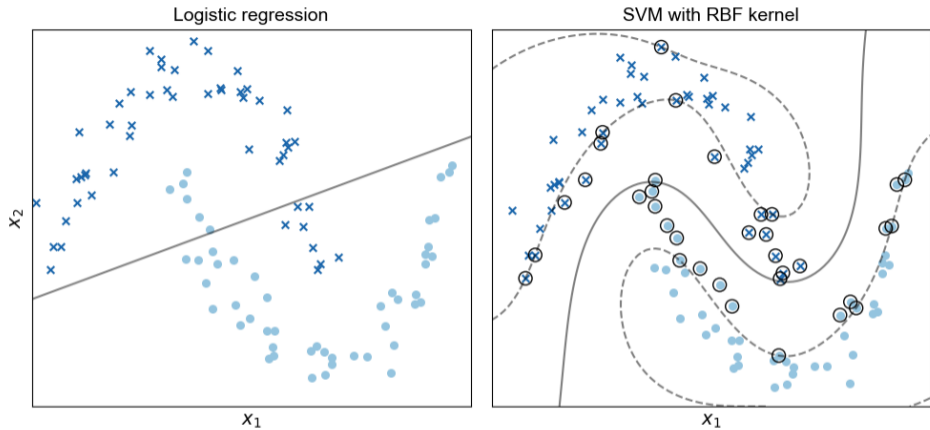 Logistic regression
SVM with RBF kernel
x₂
x₁
x₁